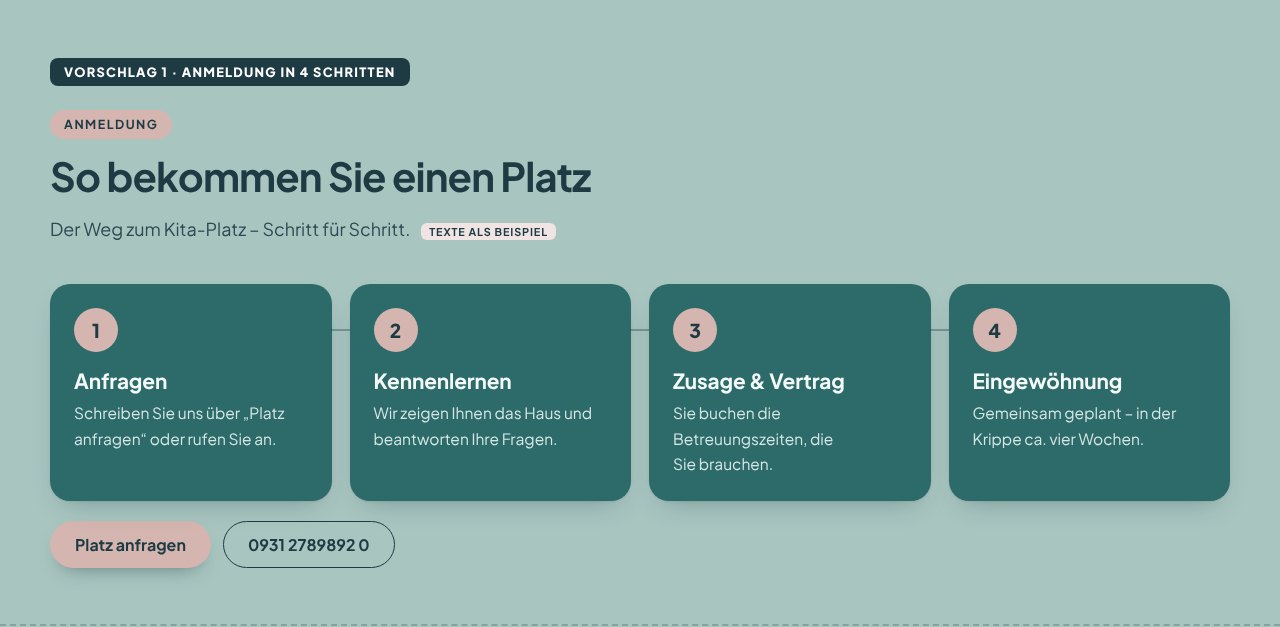 VORSCHLAG 1 · ANMELDUNG IN 4 SCHRITTEN
ANMELDUNG
So bekommen Sie einen Platz
Der Weg zum Kita-Platz – Schritt für Schritt. TEXTE ALS BEISPIEL
1
Anfragen
Schreiben Sie uns über „Platz
anfragen“ oder rufen Sie an.
2
Kennenlernen
Wir zeigen Ihnen das Haus und
beantworten Ihre Fragen.
3
Zusage & Vertrag
Sie buchen die
Betreuungszeiten, die
Sie brauchen.
4
Eingewöhnung
Gemeinsam geplant – in der
Krippe ca. vier Wochen.
Platz anfragen
0931 2789892 0